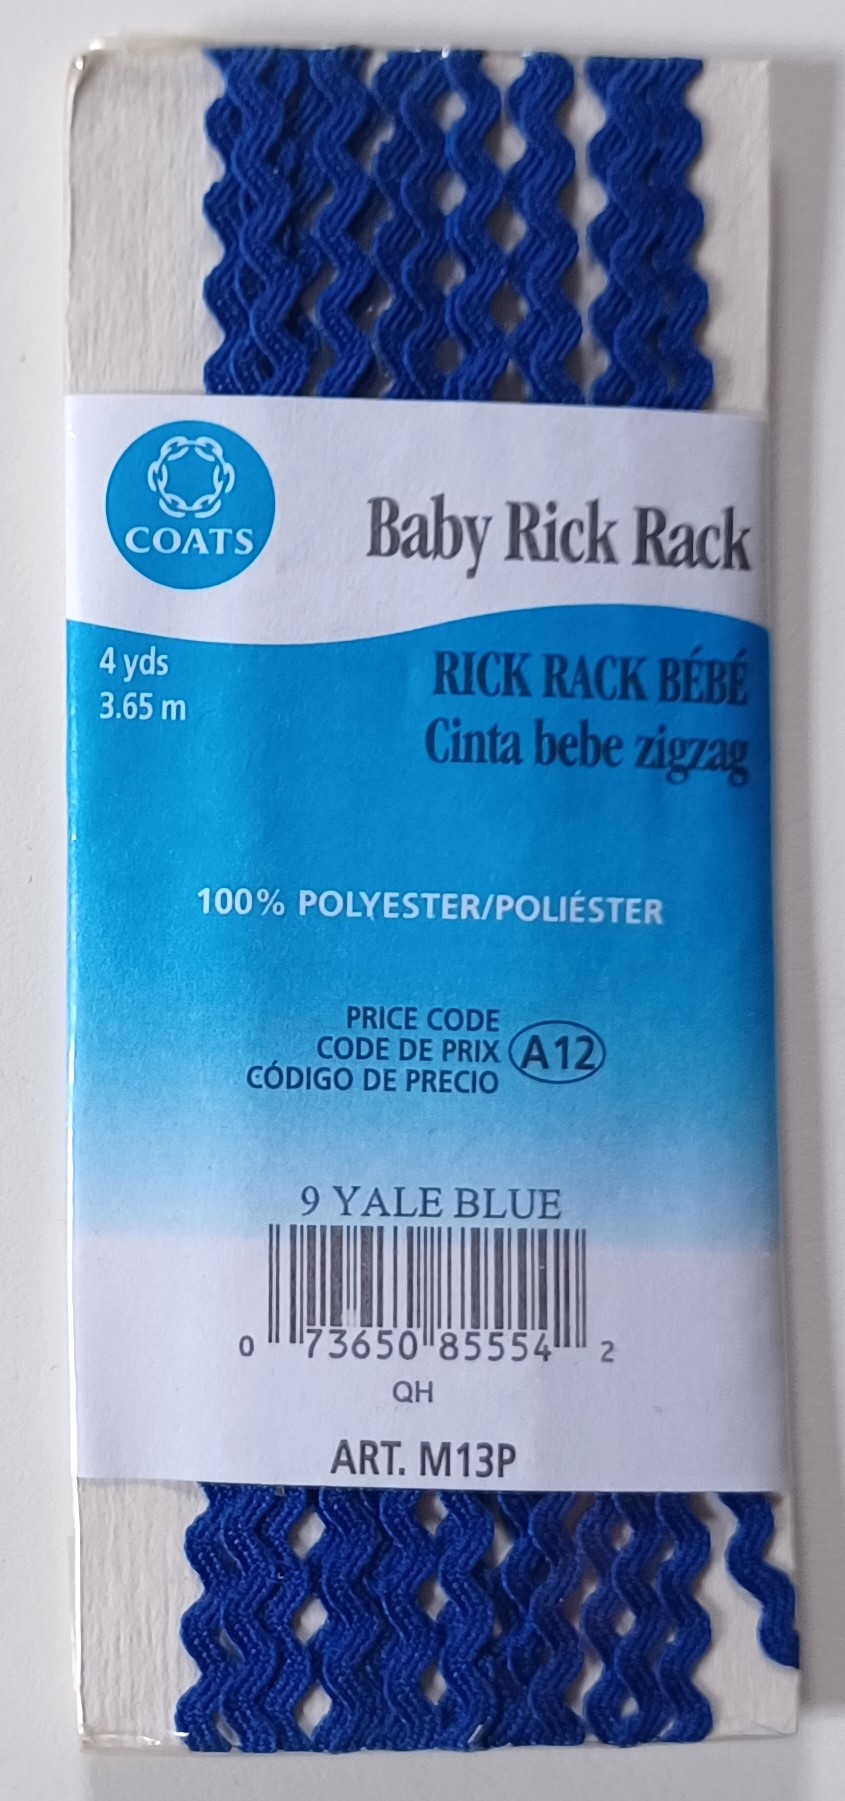 COATS
Baby Rick Rack
4 yds
3.65 m
RICK RACK BÉBÉ
Cinta bebe zigzag
100% POLYESTER/POLIÉSTER
PRICE CODE
CODE DE PRIX
CÓDIGO DE PRECIO
A12
9 YALE BLUE
0 73650 85554 2
QH
ART. M13P